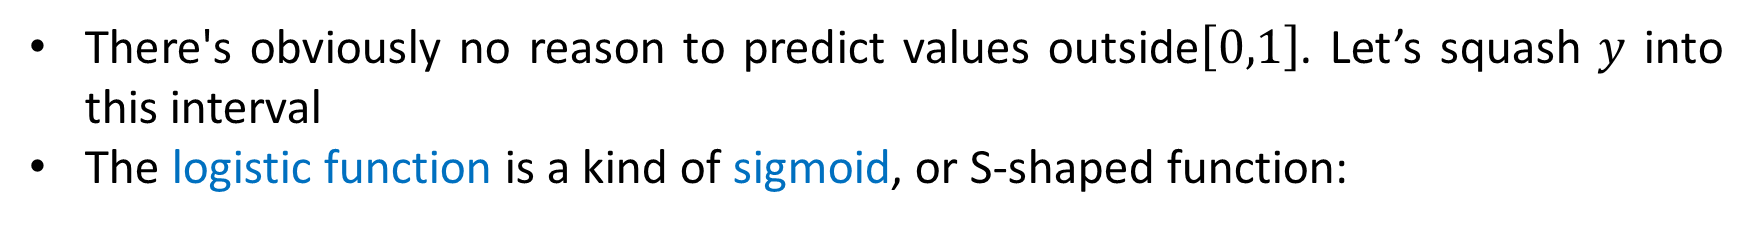 • There's obviously no reason to predict values outside[0,1]. Let’s squash y into
this interval
• The logistic function is a kind of sigmoid, or S-shaped function: